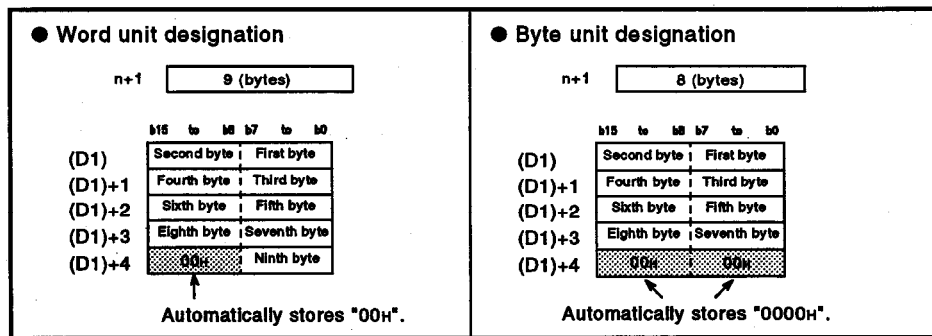 ● Word unit designation
n+1 9 (bytes)
b15 to b8 b7 to b0
(D1) Second byte First byte
(D1)+1 Fourth byte Third byte
(D1)+2 Sixth byte Fifth byte
(D1)+3 Eighth byte Seventh byte
(D1)+4 00H Ninth byte
Automatically stores "00H".
● Byte unit designation
n+1 8 (bytes)
b15 to b8 b7 to b0
(D1) Second byte First byte
(D1)+1 Fourth byte Third byte
(D1)+2 Sixth byte Fifth byte
(D1)+3 Eighth byte Seventh byte
(D1)+4 00H 00H
Automatically stores "0000H".